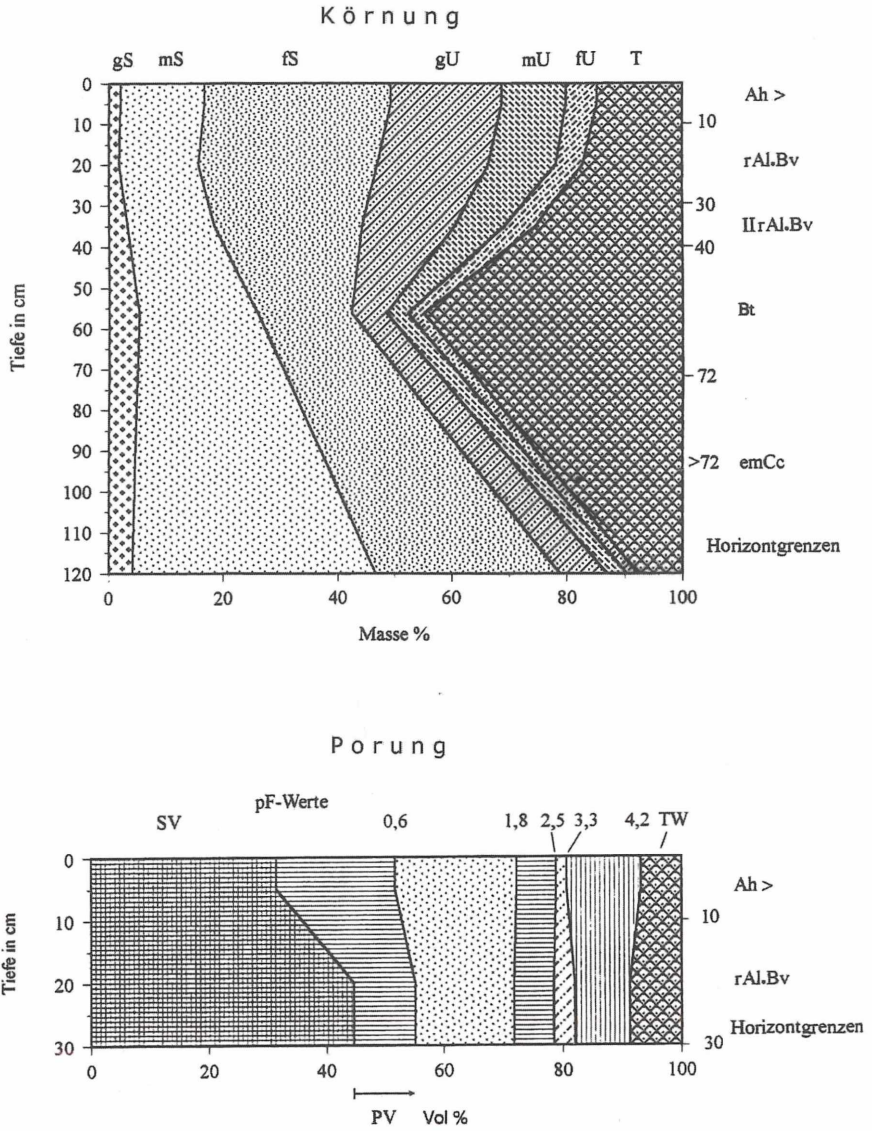 Körnung
gS mS fS gU mU fU T
0
10
20
30
40
50
60
70
80
90
100
110
120
Tiefe in cm
Ah >
10
rAl.Bv
30
IIrAl.Bv
40
Bt
72
>72 emCc
Horizontgrenzen
0 20 40 60 80 100
Masse %
Porung
pF-Werte
SV 0,6 1,8 2,5 3,3 4,2 TW
0
10
20
30
Tiefe in cm
Ah >
10
rAl.Bv
Horizontgrenzen
30
0 20 40 60 80 100
PV Vol %